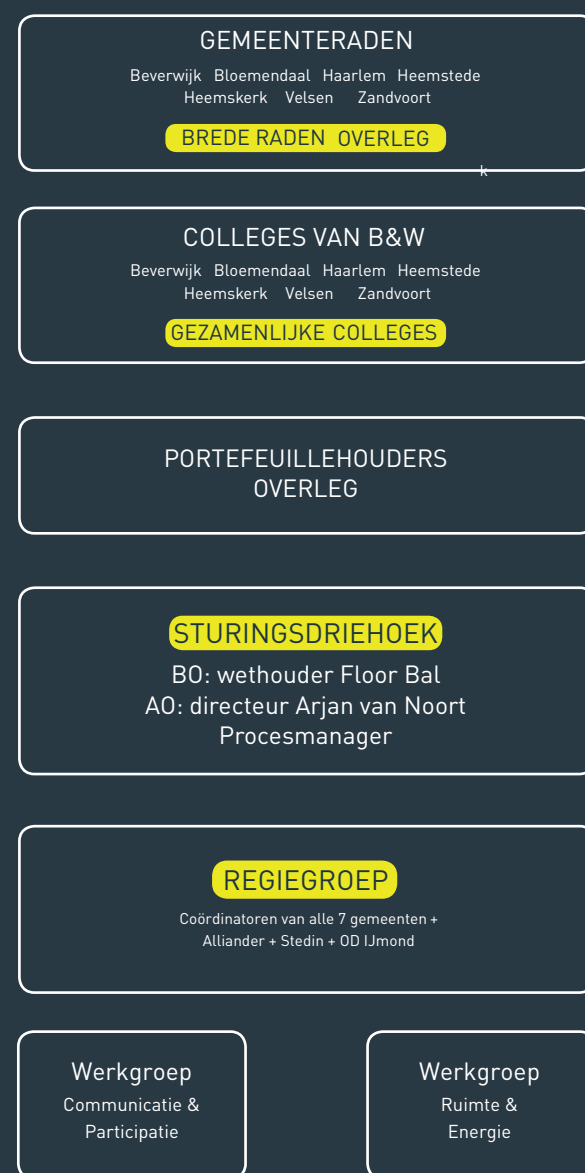 GEMEENTERADEN
Beverwijk Bloemendaal Haarlem Heemstede
Heemskerk Velsen Zandvoort
BREDE RADEN OVERLEG
k
COLLEGES VAN B&W
Beverwijk Bloemendaal Haarlem Heemstede
Heemskerk Velsen Zandvoort
GEZAMENLIJKE COLLEGES
PORTEFEUILLEHOUDERS
OVERLEG
STURINGSDRIEHOEK
BO: wethouder Floor Bal
AO: directeur Arjan van Noort
Procesmanager
REGIEGROEP
Coördinatoren van alle 7 gemeenten +
Alliander + Stedin + OD IJmond
Werkgroep
Communicatie &
Participatie
Werkgroep
Ruimte &
Energie